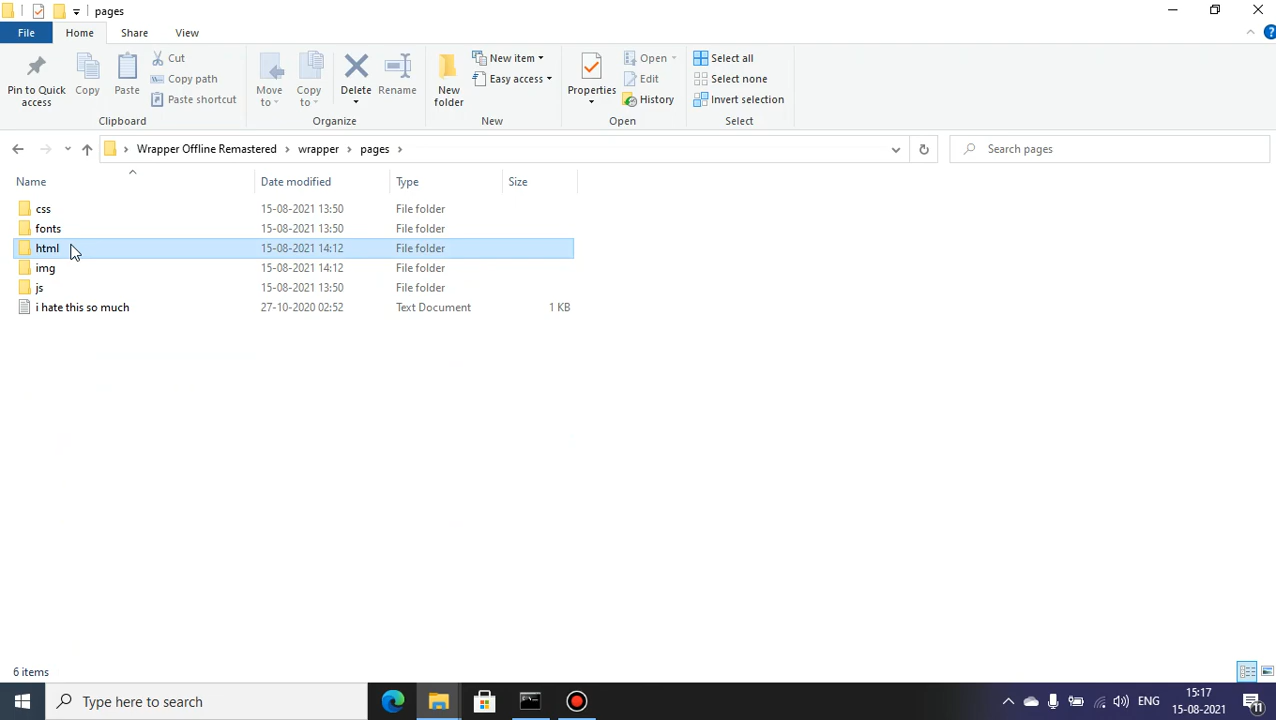 pages
File Home Share View
Pin to Quick access
Copy
Paste
Cut
Copy path
Paste shortcut
Clipboard
Move to
Copy to
Delete
Rename
Organize
New folder
New item
Easy access
New
Properties
Open
Edit
History
Open
Select all
Select none
Invert selection
Select
Wrapper Offline Remastered › wrapper › pages ›
Search pages
Name Date modified Type Size
css 15-08-2021 13:50 File folder
fonts 15-08-2021 13:50 File folder
html 15-08-2021 14:12 File folder
img 15-08-2021 14:12 File folder
js 15-08-2021 13:50 File folder
i hate this so much 27-10-2020 02:52 Text Document 1 KB
6 items
Type here to search
ENG
15:17
15-08-2021
11